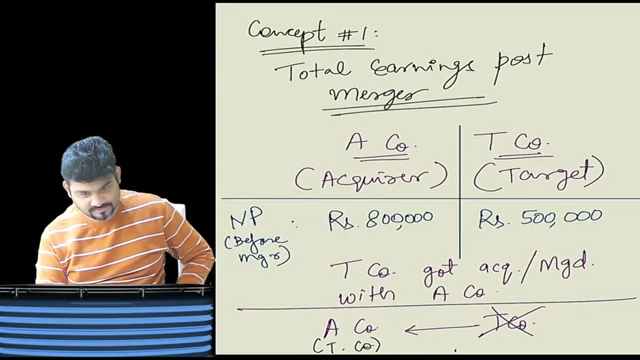 Concept #1:
Total Earnings post
Merger
A Co. T Co.
(Acquirer) (Target)
NP : Rs. 800,000 Rs. 500,000
(Before
mgr)
T Co. got acq./Mgd.
with A Co.
A Co ← T Co.
(T. Co)